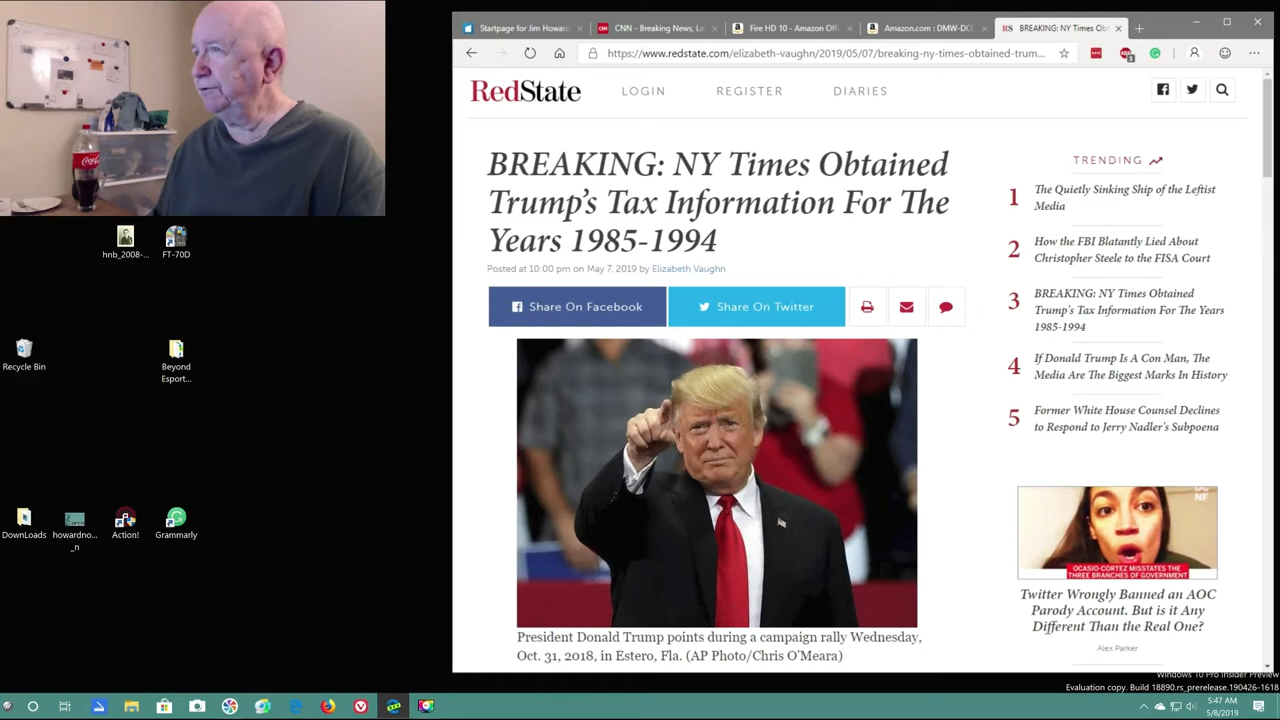 Startpage for Jim Howard
CNN - Breaking News, La
Fire HD 10 - Amazon Offi
Amazon.com : DMW-DCC
RS
BREAKING: NY Times Ob
https://www.redstate.com/elizabeth-vaughn/2019/05/07/breaking-ny-times-obtained-trum...
RedState
LOGIN
REGISTER
DIARIES
BREAKING: NY Times Obtained
Trump's Tax Information For The
Years 1985-1994
Posted at 10:00 pm on May 7, 2019 by Elizabeth Vaughn
Share On Facebook
Share On Twitter
President Donald Trump points during a campaign rally Wednesday,
Oct. 31, 2018, in Estero, Fla. (AP Photo/Chris O'Meara)
TRENDING
1
The Quietly Sinking Ship of the Leftist
Media
2
How the FBI Blatantly Lied About
Christopher Steele to the FISA Court
3
BREAKING: NY Times Obtained
Trump's Tax Information For The Years
1985-1994
4
If Donald Trump Is A Con Man, The
Media Are The Biggest Marks In History
5
Former White House Counsel Declines
to Respond to Jerry Nadler's Subpoena
DC
NF
OCASIO-CORTEZ MISSTATES THE
THREE BRANCHES OF GOVERNMENT
Twitter Wrongly Banned an AOC
Parody Account. But is it Any
Different Than the Real One?
Alex Parker
hnb_2008-...
FT-70D
Recycle Bin
Beyond
Esport...
DownLoads
howardno...
_n
Action!
Grammarly
Windows 10 Pro Insider Preview
Evaluation copy. Build 18890.rs_prerelease.190426-1618
5:47 AM
5/8/2019